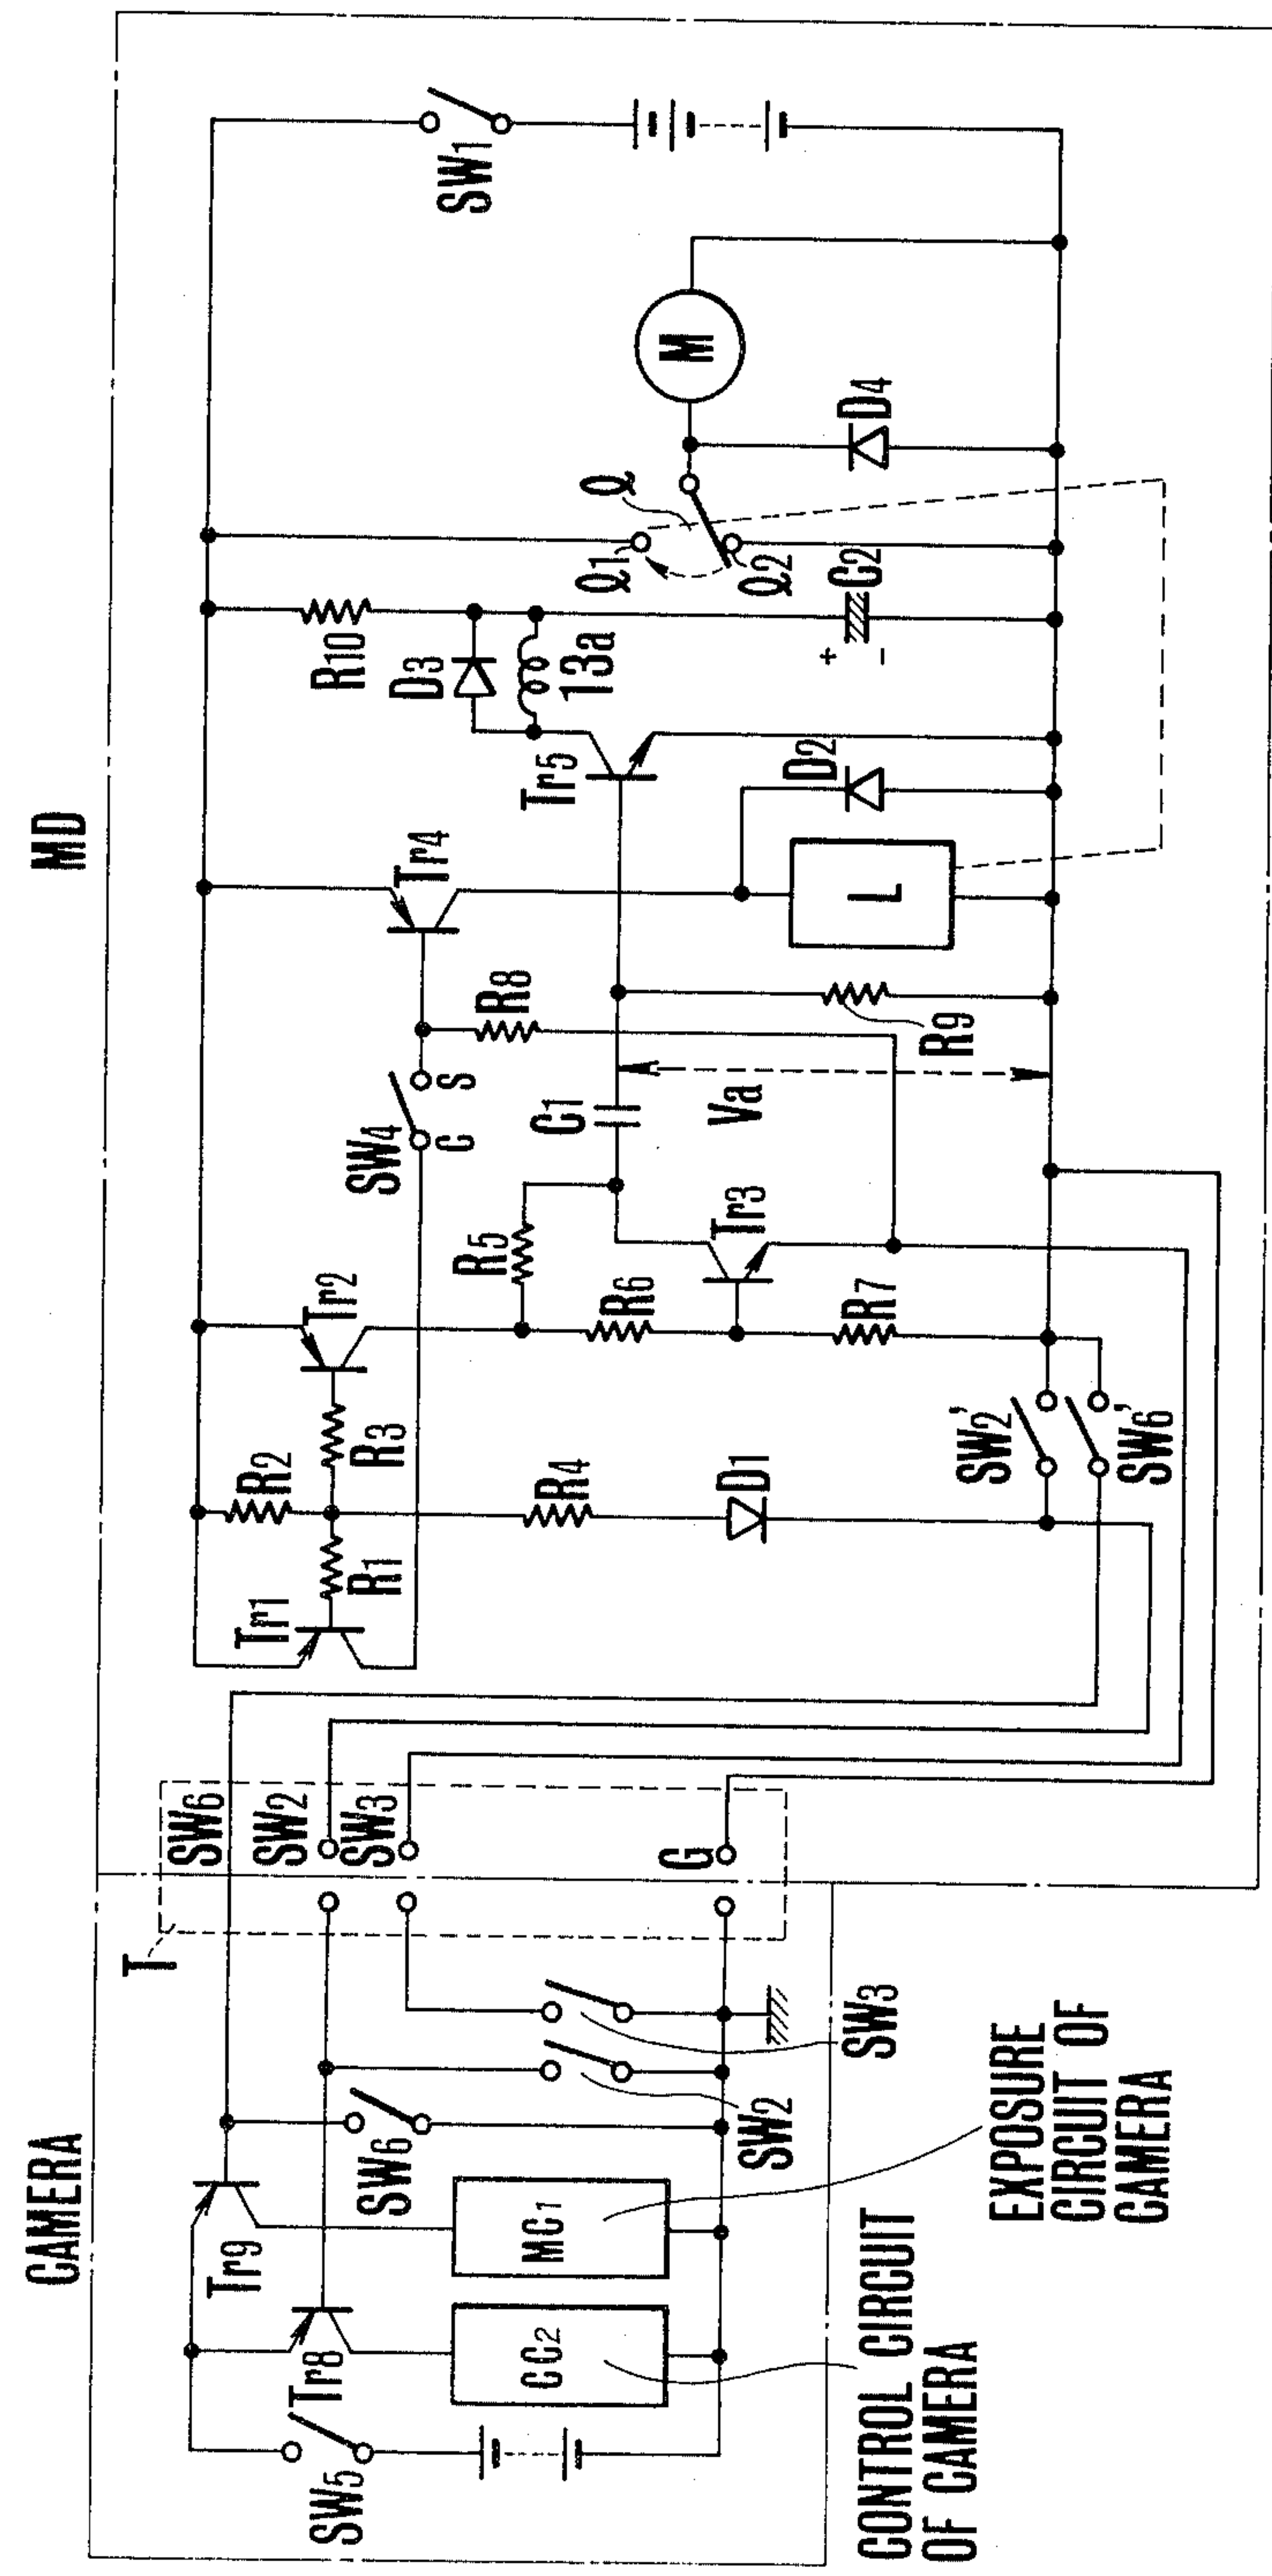 MD
CAMERA
SW1
M
D4
Q
Q1
Q2
C2
+
-
R10
D3
13a
Tr5
D2
Tr4
L
R8
R9
SW4
S
C
C1
Va
R5
Tr3
Tr2
R6
R7
R3
R2
R4
D1
SW2'
SW6'
R1
Tr1
SW6
SW2
SW3
G
T
SW3
SW2
SW6
Tr9
MC1
Tr8
CC2
SW5
EXPOSURE
CIRCUIT OF
CAMERA
CONTROL CIRCUIT
OF CAMERA